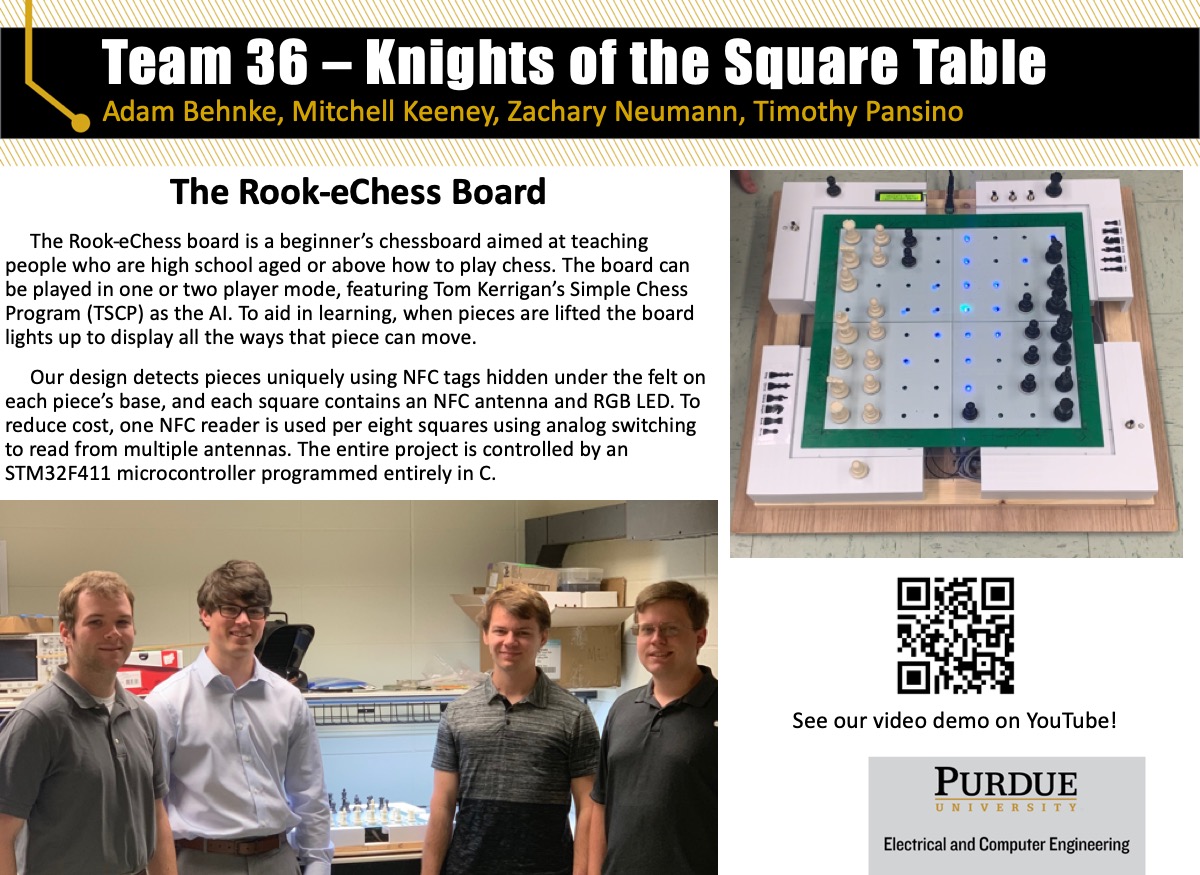 Team 36 – Knights of the Square Table
Adam Behnke, Mitchell Keeney, Zachary Neumann, Timothy Pansino
The Rook-eChess Board
The Rook-eChess board is a beginner’s chessboard aimed at teaching
people who are high school aged or above how to play chess. The board can
be played in one or two player mode, featuring Tom Kerrigan’s Simple Chess
Program (TSCP) as the AI. To aid in learning, when pieces are lifted the board
lights up to display all the ways that piece can move.
Our design detects pieces uniquely using NFC tags hidden under the felt on
each piece’s base, and each square contains an NFC antenna and RGB LED. To
reduce cost, one NFC reader is used per eight squares using analog switching
to read from multiple antennas. The entire project is controlled by an
STM32F411 microcontroller programmed entirely in C.
See our video demo on YouTube!
PURDUE
UNIVERSITY
Electrical and Computer Engineering